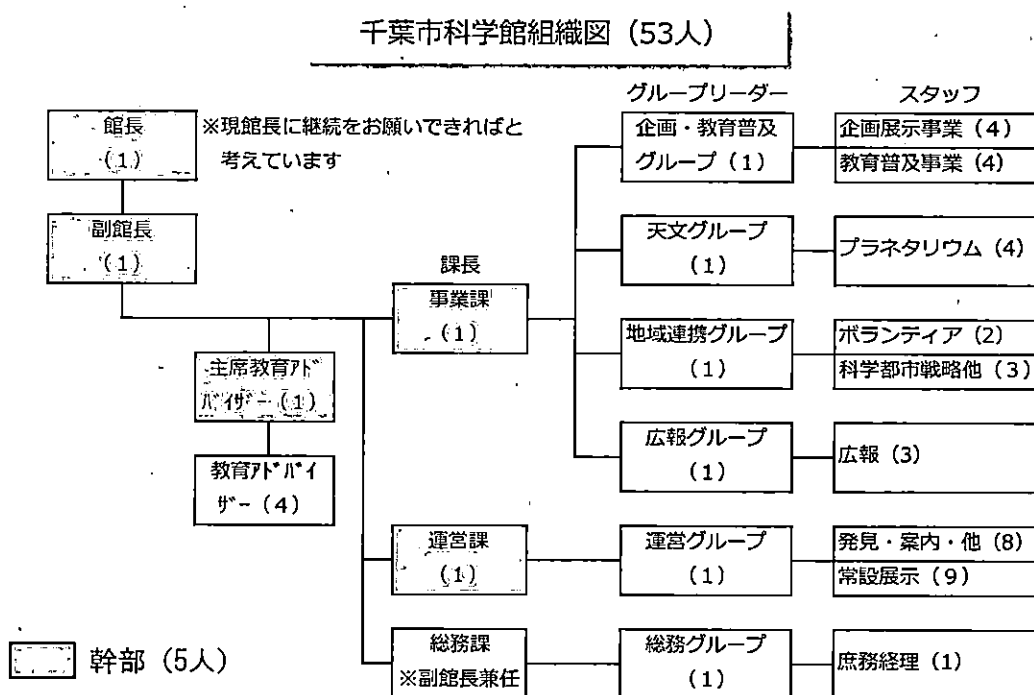 千葉市科学館組織図（53人）
グループリーダー
スタッフ
館長
（1）
※現館長に継続をお願いできればと
考えています
副館長
（1）
課長
事業課
（1）
主席教育ｱﾄﾞ
ﾊﾞｲｻﾞｰ（1）
教育ｱﾄﾞﾊﾞｲ
ｻﾞｰ（4）
企画・教育普及
グループ（1）
企画展示事業（4）
教育普及事業（4）
天文グループ
（1）
プラネタリウム（4）
地域連携グループ
（1）
ボランティア（2）
科学都市戦略他（3）
広報グループ
（1）
広報（3）
運営課
（1）
運営グループ
（1）
発見・案内・他（8）
常設展示（9）
総務課
※副館長兼任
総務グループ
（1）
庶務経理（1）
幹部（5人）